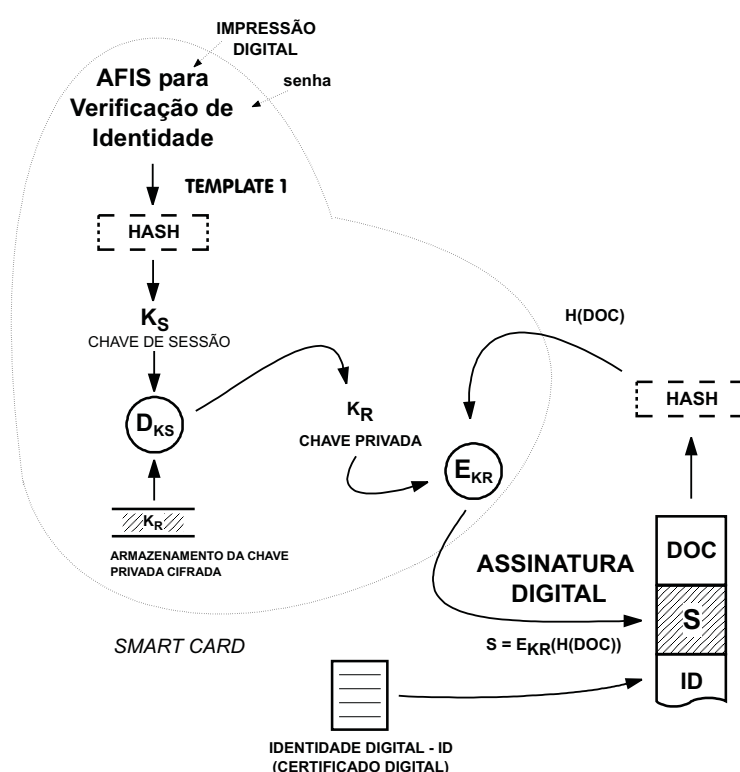 IMPRESSÃO
DIGITAL
AFIS para
Verificação de
Identidade
senha
TEMPLATE 1
HASH
KS
CHAVE DE SESSÃO
DKS
KR
ARMAZENAMENTO DA CHAVE
PRIVADA CIFRADA
KR
CHAVE PRIVADA
EKR
H(DOC)
HASH
DOC
S
ID
ASSINATURA
DIGITAL
S = EKR(H(DOC))
SMART CARD
IDENTIDADE DIGITAL - ID
(CERTIFICADO DIGITAL)